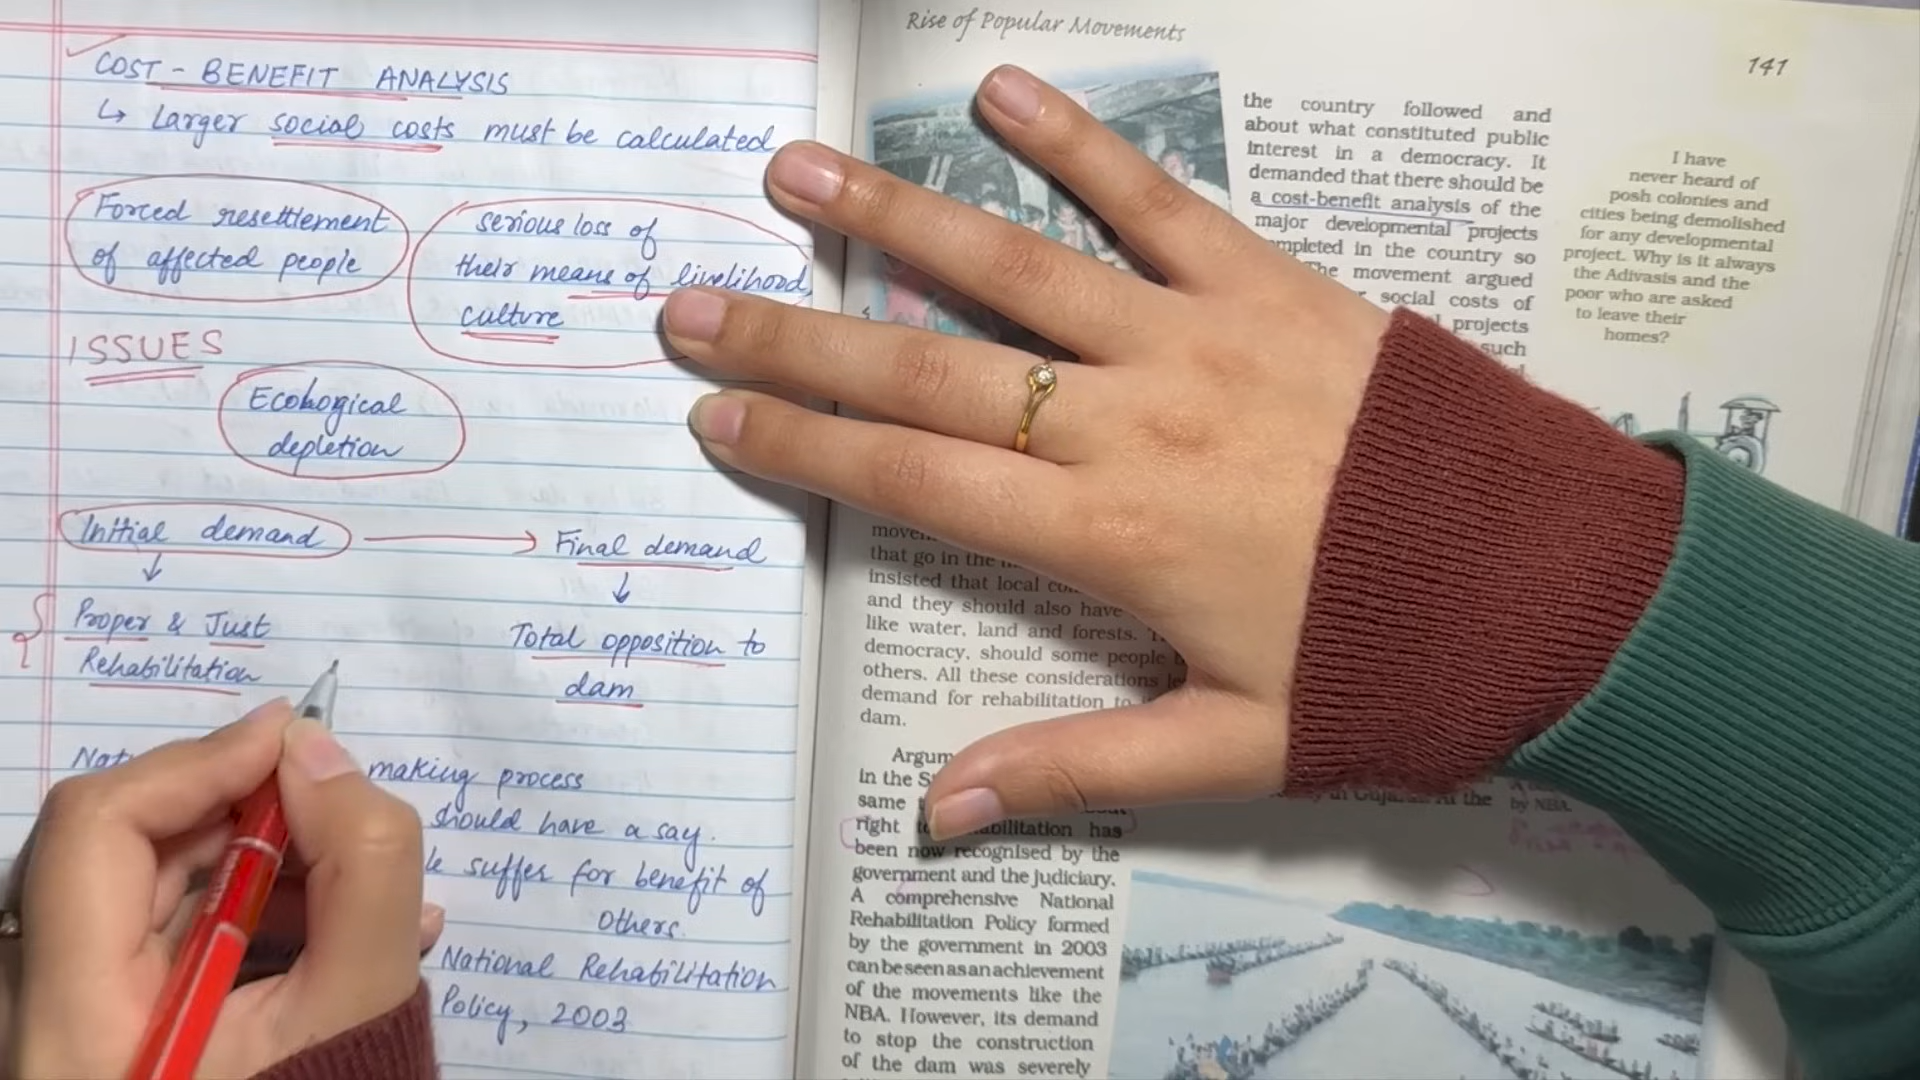 COST - BENEFIT ANALYSIS
↳ Larger social costs must be calculated
Forced resettlement
of affected people
serious loss of
their means of livelihood,
culture
ISSUES
Ecological
depletion
Initial demand → Final demand
↓ ↓
Proper & Just
Rehabilitation
Total opposition to
dam
making process
should have a say.
suffer for benefit of
others.
National Rehabilitation
Policy, 2003
Rise of Popular Movements
141
the country followed and
about what constituted public
interest in a democracy. It
demanded that there should be
a cost-benefit analysis of the
major developmental projects
completed in the country so
The movement argued
social costs of
projects
such
I have
never heard of
posh colonies and
cities being demolished
for any developmental
project. Why is it always
the Adivasis and the
poor who are asked
to leave their
homes?
that go in the
insisted that local
and they should also have
like water, land and forests.
democracy, should some people
others. All these considerations
demand for rehabilitation to
dam.
in the
same
right rehabilitation has
been now recognised by the
government and the judiciary.
A comprehensive National
Rehabilitation Policy formed
by the government in 2003
can be seen as an achievement
of the movements like the
NBA. However, its demand
to stop the construction
of the dam was severely
in Gujarat. At the
by NBA.